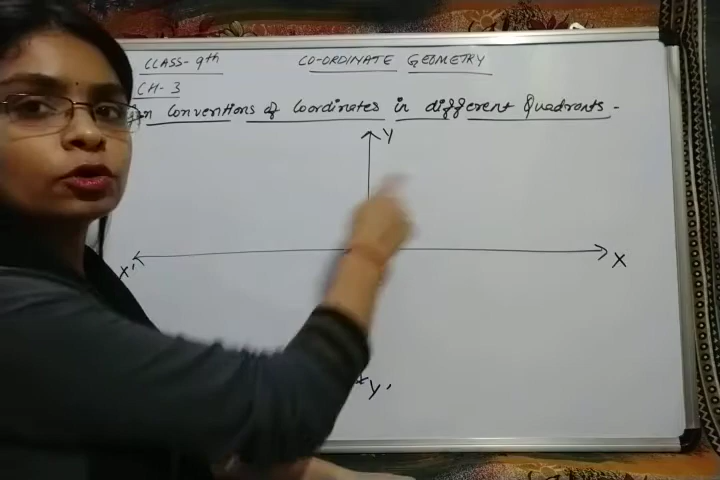 CLASS-9th
CO-ORDINATE GEOMETRY
CH-3
Conventions of Coordinates in different Quadrants-
Y
X'
X
Y'